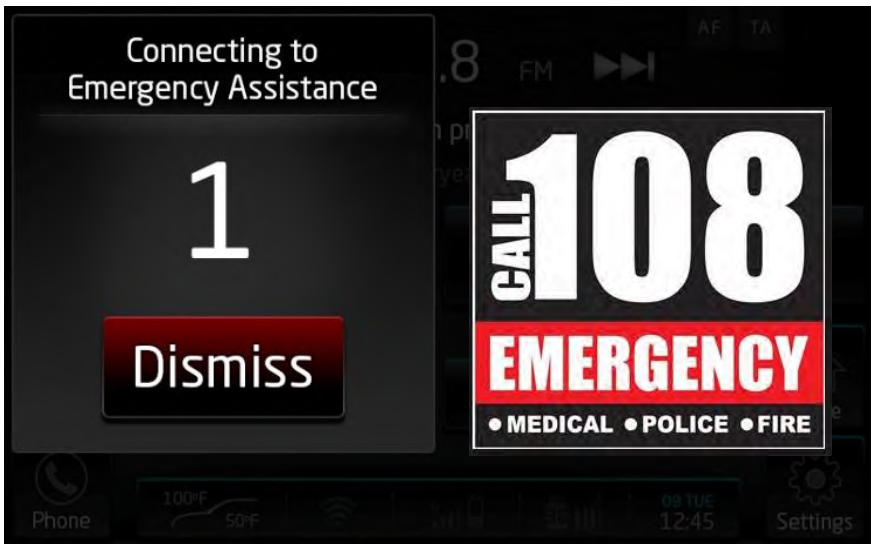 Connecting to
Emergency Assistance
1
Dismiss
.8
FM
AF
TA
CALL
108
EMERGENCY
• MEDICAL • POLICE • FIRE
Phone
100°F
50°F
09 TUE
12:45
Settings